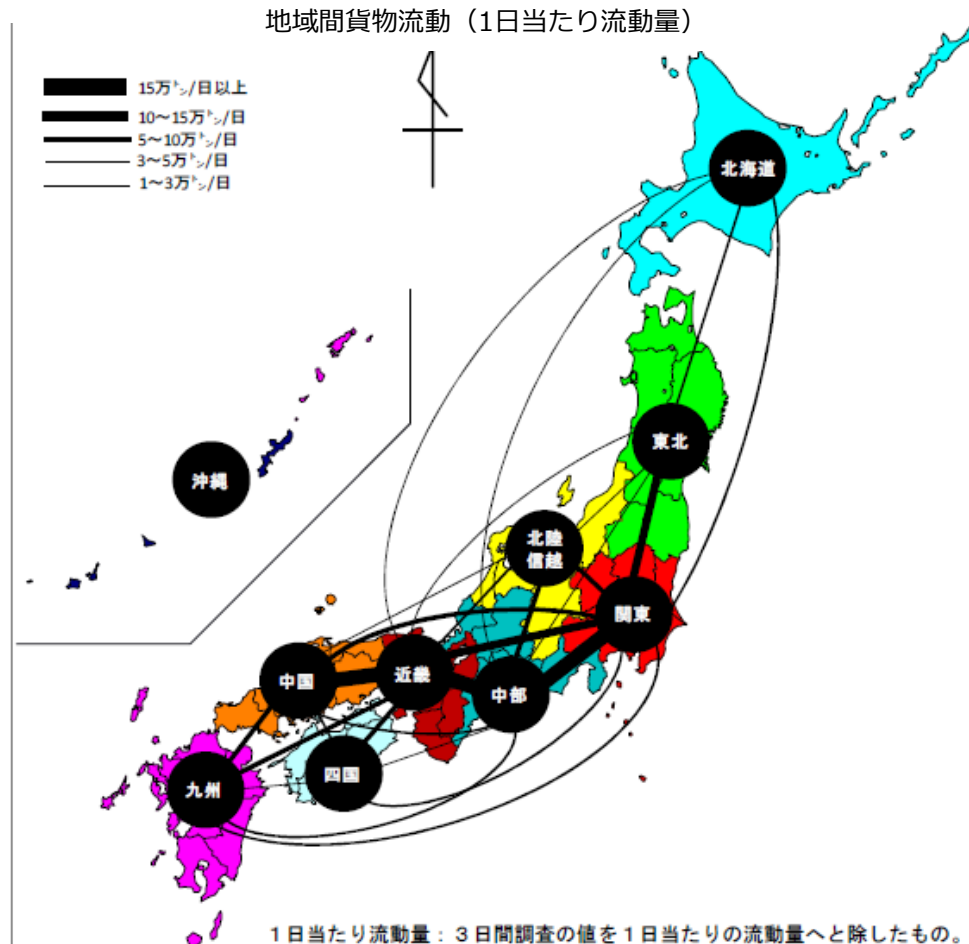 地域間貨物流動（1日当たり流動量）
15万㌧/日以上
10～15万㌧/日
5～10万㌧/日
3～5万㌧/日
1～3万㌧/日
北海道
東北
沖縄
北陸
信越
関東
中国
近畿
中部
四国
九州
1日当たり流動量：３日間調査の値を１日当たりの流動量へと除したもの。